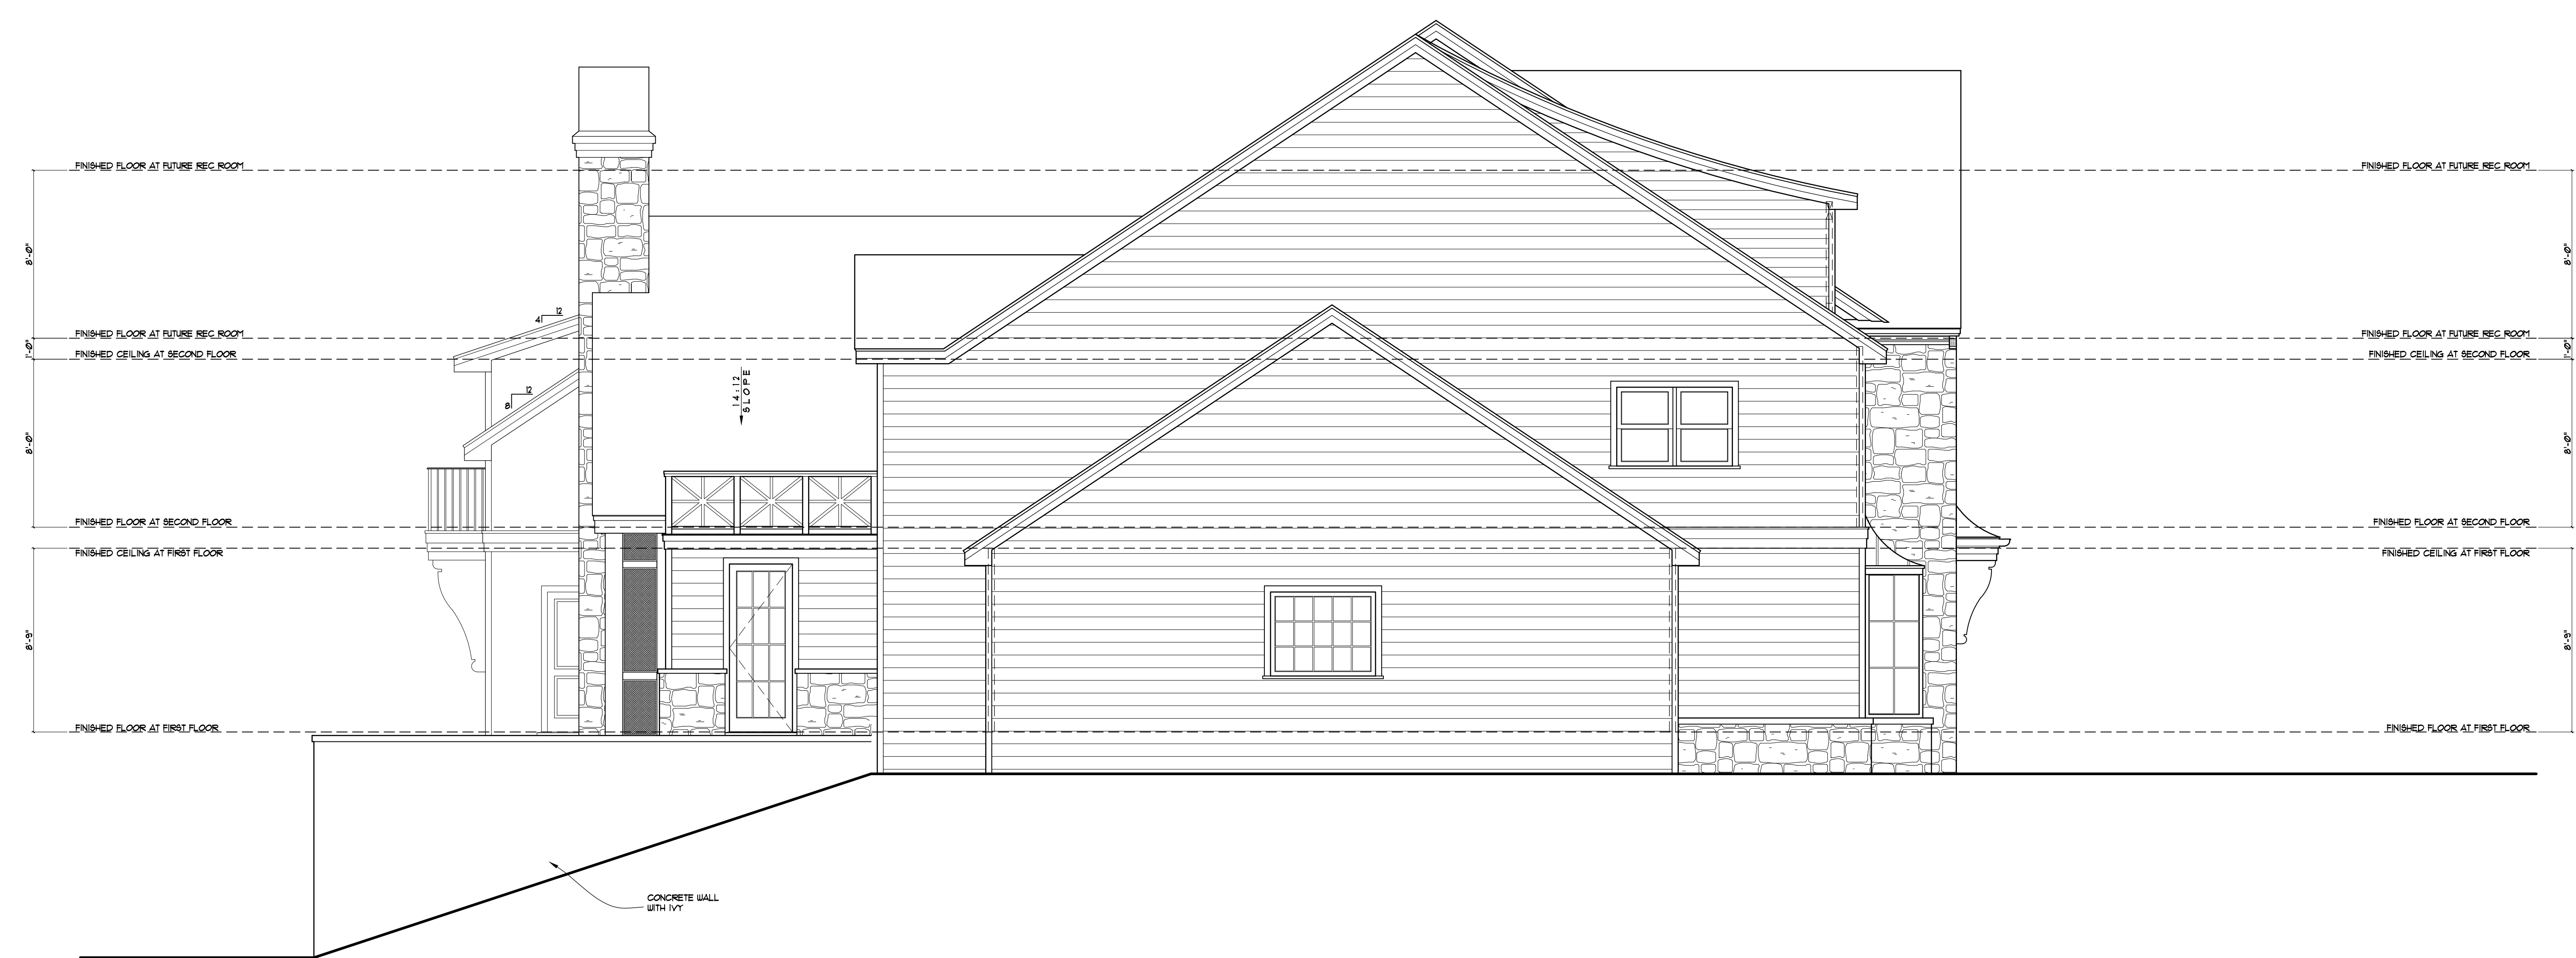 FINISHED FLOOR AT FUTURE REC ROOM
FINISHED FLOOR AT FUTURE REC ROOM
8'-0"
8'-0"
12
4
FINISHED FLOOR AT FUTURE REC ROOM
FINISHED FLOOR AT FUTURE REC ROOM
1'-0"
1'-0"
FINISHED CEILING AT SECOND FLOOR
FINISHED CEILING AT SECOND FLOOR
14:12
SLOPE
12
8
8'-0"
8'-0"
FINISHED FLOOR AT SECOND FLOOR
FINISHED FLOOR AT SECOND FLOOR
FINISHED CEILING AT FIRST FLOOR
FINISHED CEILING AT FIRST FLOOR
8'-9"
8'-9"
FINISHED FLOOR AT FIRST FLOOR
FINISHED FLOOR AT FIRST FLOOR
CONCRETE WALL
WITH IVY